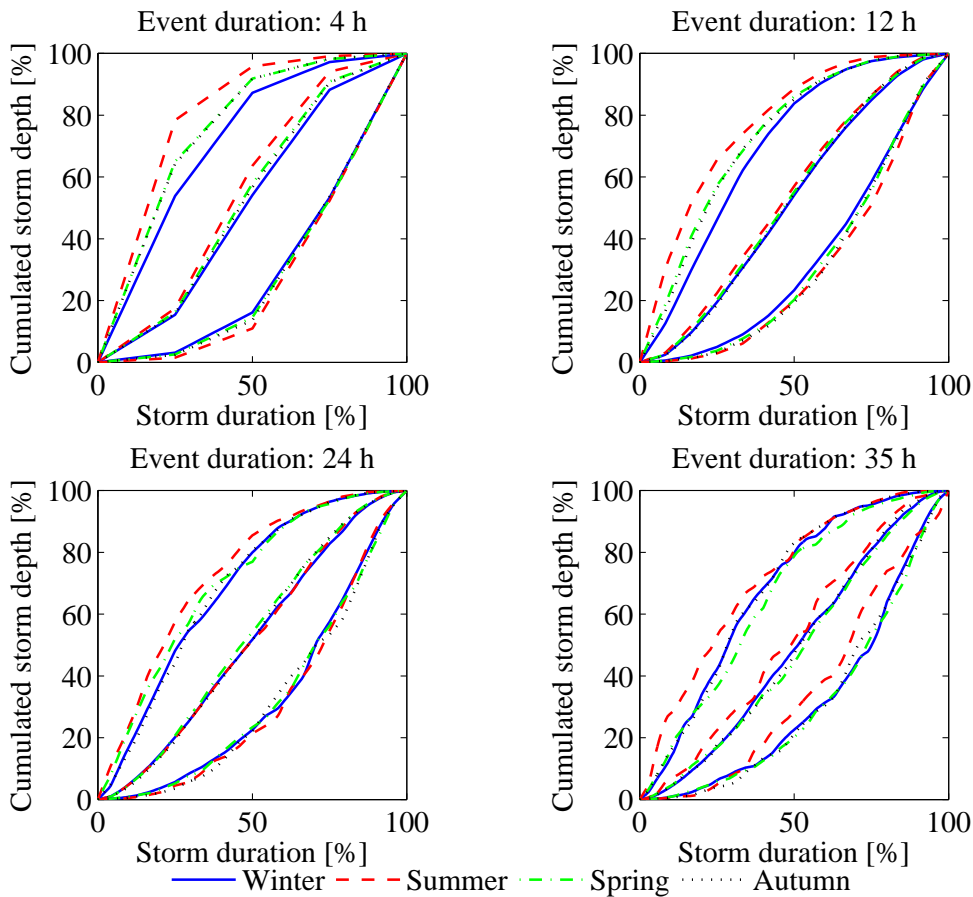 Event duration: 4 h
Cumulated storm depth [%]
100
80
60
40
20
0
0 50 100
Storm duration [%]
Event duration: 12 h
Cumulated storm depth [%]
100
80
60
40
20
0
0 50 100
Storm duration [%]
Event duration: 24 h
Cumulated storm depth [%]
100
80
60
40
20
0
0 50 100
Storm duration [%]
Event duration: 35 h
Cumulated storm depth [%]
100
80
60
40
20
0
0 50 100
Storm duration [%]
Winter Summer Spring Autumn